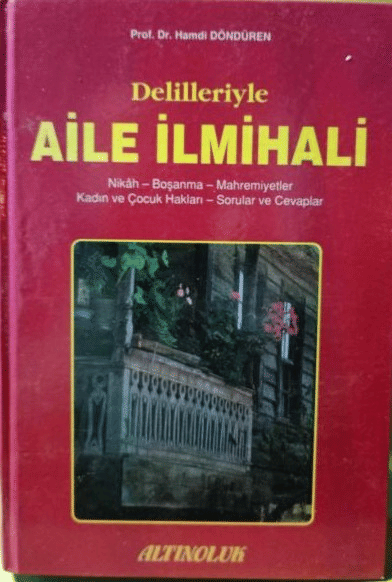 Prof. Dr. Hamdi DÖNDÜREN
Delilleriyle
AİLE İLMİHALİ
Nikâh – Boşanma – Mahremiyetler
Kadın ve Çocuk Hakları – Sorular ve Cevaplar
ALTINOLUK